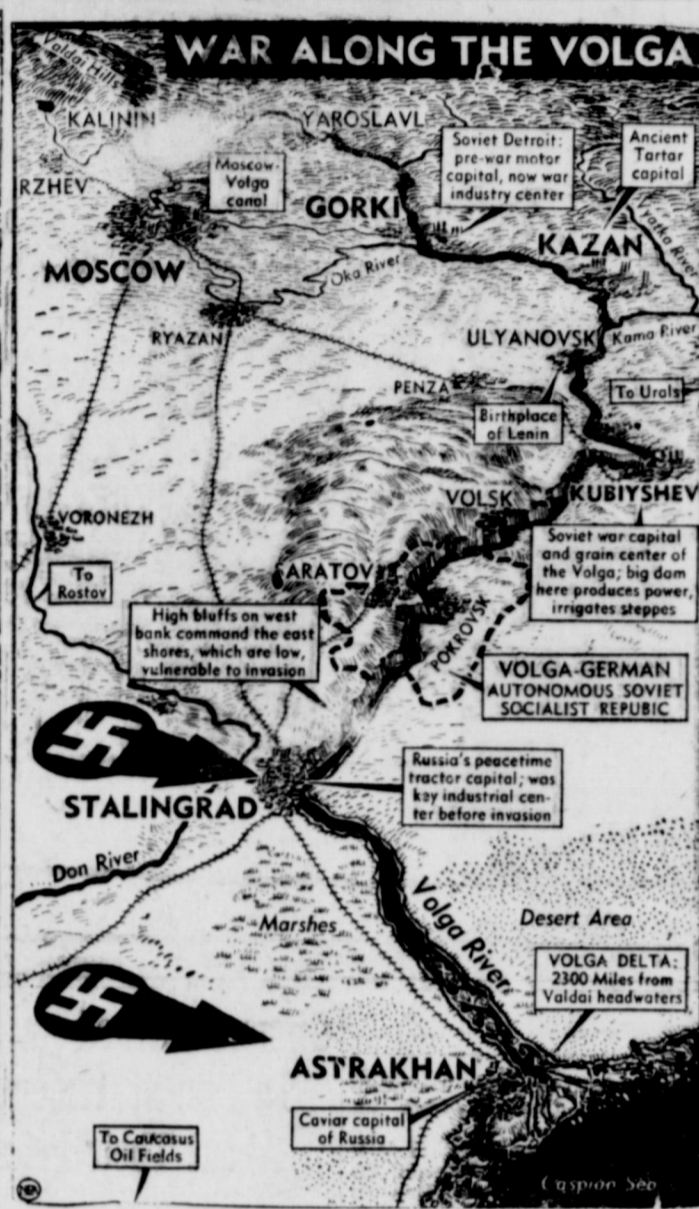 WAR ALONG THE VOLGA
Valdai Hills
KALININ
YAROSLAVL
RZHEV
Moscow-
Volga
canal
Soviet Detroit:
pre-war motor
capital, now war
industry center
Ancient
Tartar
capital
GORKI
KAZAN
Vyatka River
MOSCOW
Oka River
RYAZAN
ULYANOVSK
Kama River
PENZA
To Urals
Birthplace
of Lenin
VOLSK
KUBIYSHEV
VORONEZH
To
Rostov
ARATOV
Soviet war capital
and grain center of
the Volga; big dam
here produces power,
irrigates steppes
High bluffs on west
bank command the east
shores, which are low,
vulnerable to invasion
POKROVSK
VOLGA-GERMAN
AUTONOMOUS SOVIET
SOCIALIST REPUBIC
STALINGRAD
Russia's peacetime
tractor capital; was
key industrial cen-
ter before invasion
Don River
Volga River
Marshes
Desert Area
VOLGA DELTA:
2300 Miles from
Valdai headwaters
ASTRAKHAN
Caviar capital
of Russia
To Caucasus
Oil Fields
Caspian Sea